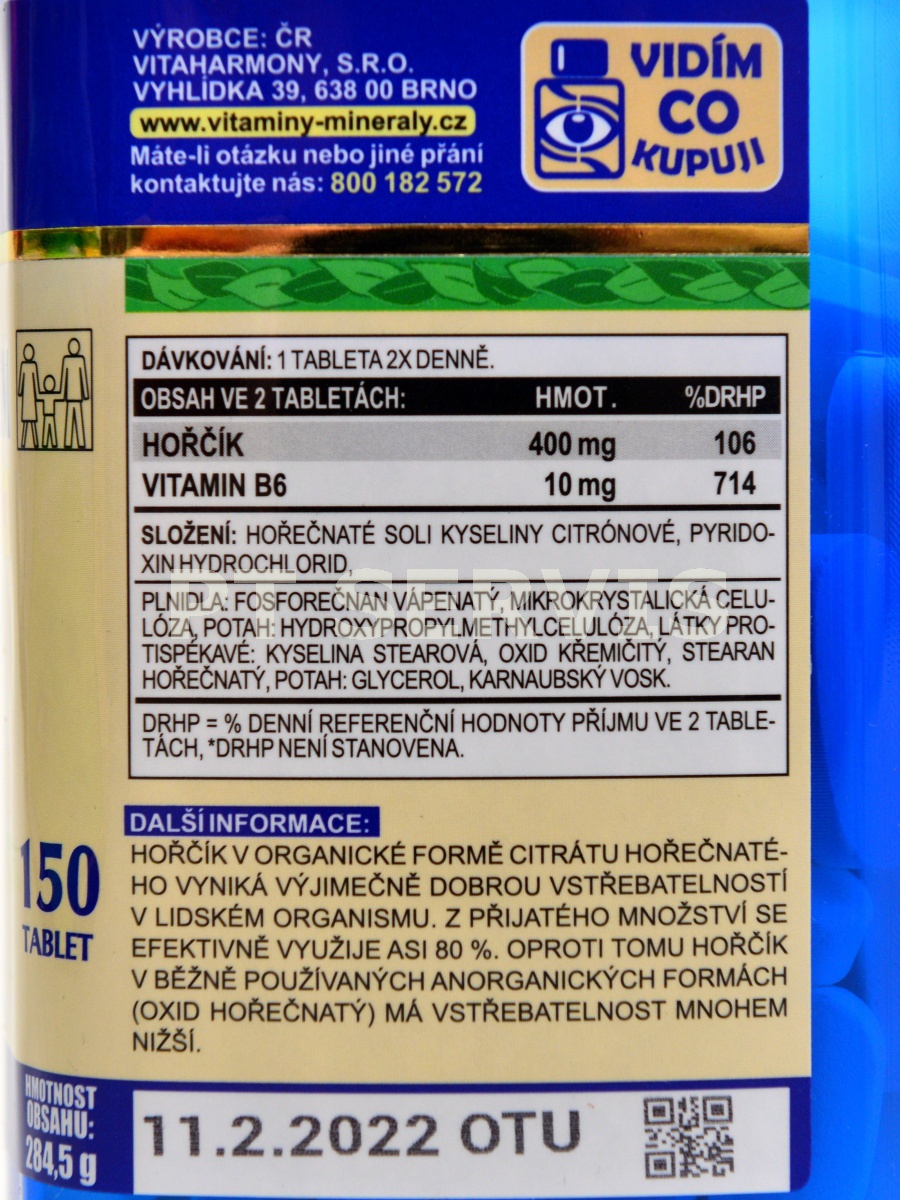 VÝROBCE: ČR
VITAHARMONY, S.R.O.
VYHLÍDKA 39, 638 00 BRNO
www.vitaminy-mineraly.cz
Máte-li otázku nebo jiné přání
kontaktujte nás: 800 182 572
VIDÍM
CO
KUPUJI
DÁVKOVÁNÍ: 1 TABLETA 2X DENNĚ.
OBSAH VE 2 TABLETÁCH: HMOT. %DRHP
HOŘČÍK 400 mg 106
VITAMIN B6 10 mg 714
SLOŽENÍ: HOŘEČNATÉ SOLI KYSELINY CITRÓNOVÉ, PYRIDO-
XIN HYDROCHLORID,
PT SERVIS
PLNIDLA: FOSFOREČNAN VÁPENATÝ, MIKROKRYSTALICKÁ CELU-
LÓZA, POTAH: HYDROXYPROPYLMETHYLCELULÓZA, LÁTKY PRO-
TISPÉKAVÉ: KYSELINA STEAROVÁ, OXID KŘEMIČITÝ, STEARAN
HOŘEČNATÝ, POTAH: GLYCEROL, KARNAUBSKÝ VOSK.
DRHP = % DENNÍ REFERENČNÍ HODNOTY PŘÍJMU VE 2 TABLE-
TÁCH, *DRHP NENÍ STANOVENA.
DALŠÍ INFORMACE:
HOŘČÍK V ORGANICKÉ FORMĚ CITRÁTU HOŘEČNATÉ-
HO VYNIKÁ VÝJIMEČNĚ DOBROU VSTŘEBATELNOSTÍ
V LIDSKÉM ORGANISMU. Z PŘIJATÉHO MNOŽSTVÍ SE
EFEKTIVNĚ VYUŽIJE ASI 80 %. OPROTI TOMU HOŘČÍK
V BĚŽNĚ POUŽÍVANÝCH ANORGANICKÝCH FORMÁCH
(OXID HOŘEČNATÝ) MÁ VSTŘEBATELNOST MNOHEM
NIŽŠÍ.
150
TABLET
HMOTNOST
OBSAHU:
284,5 g
11.2.2022 OTU